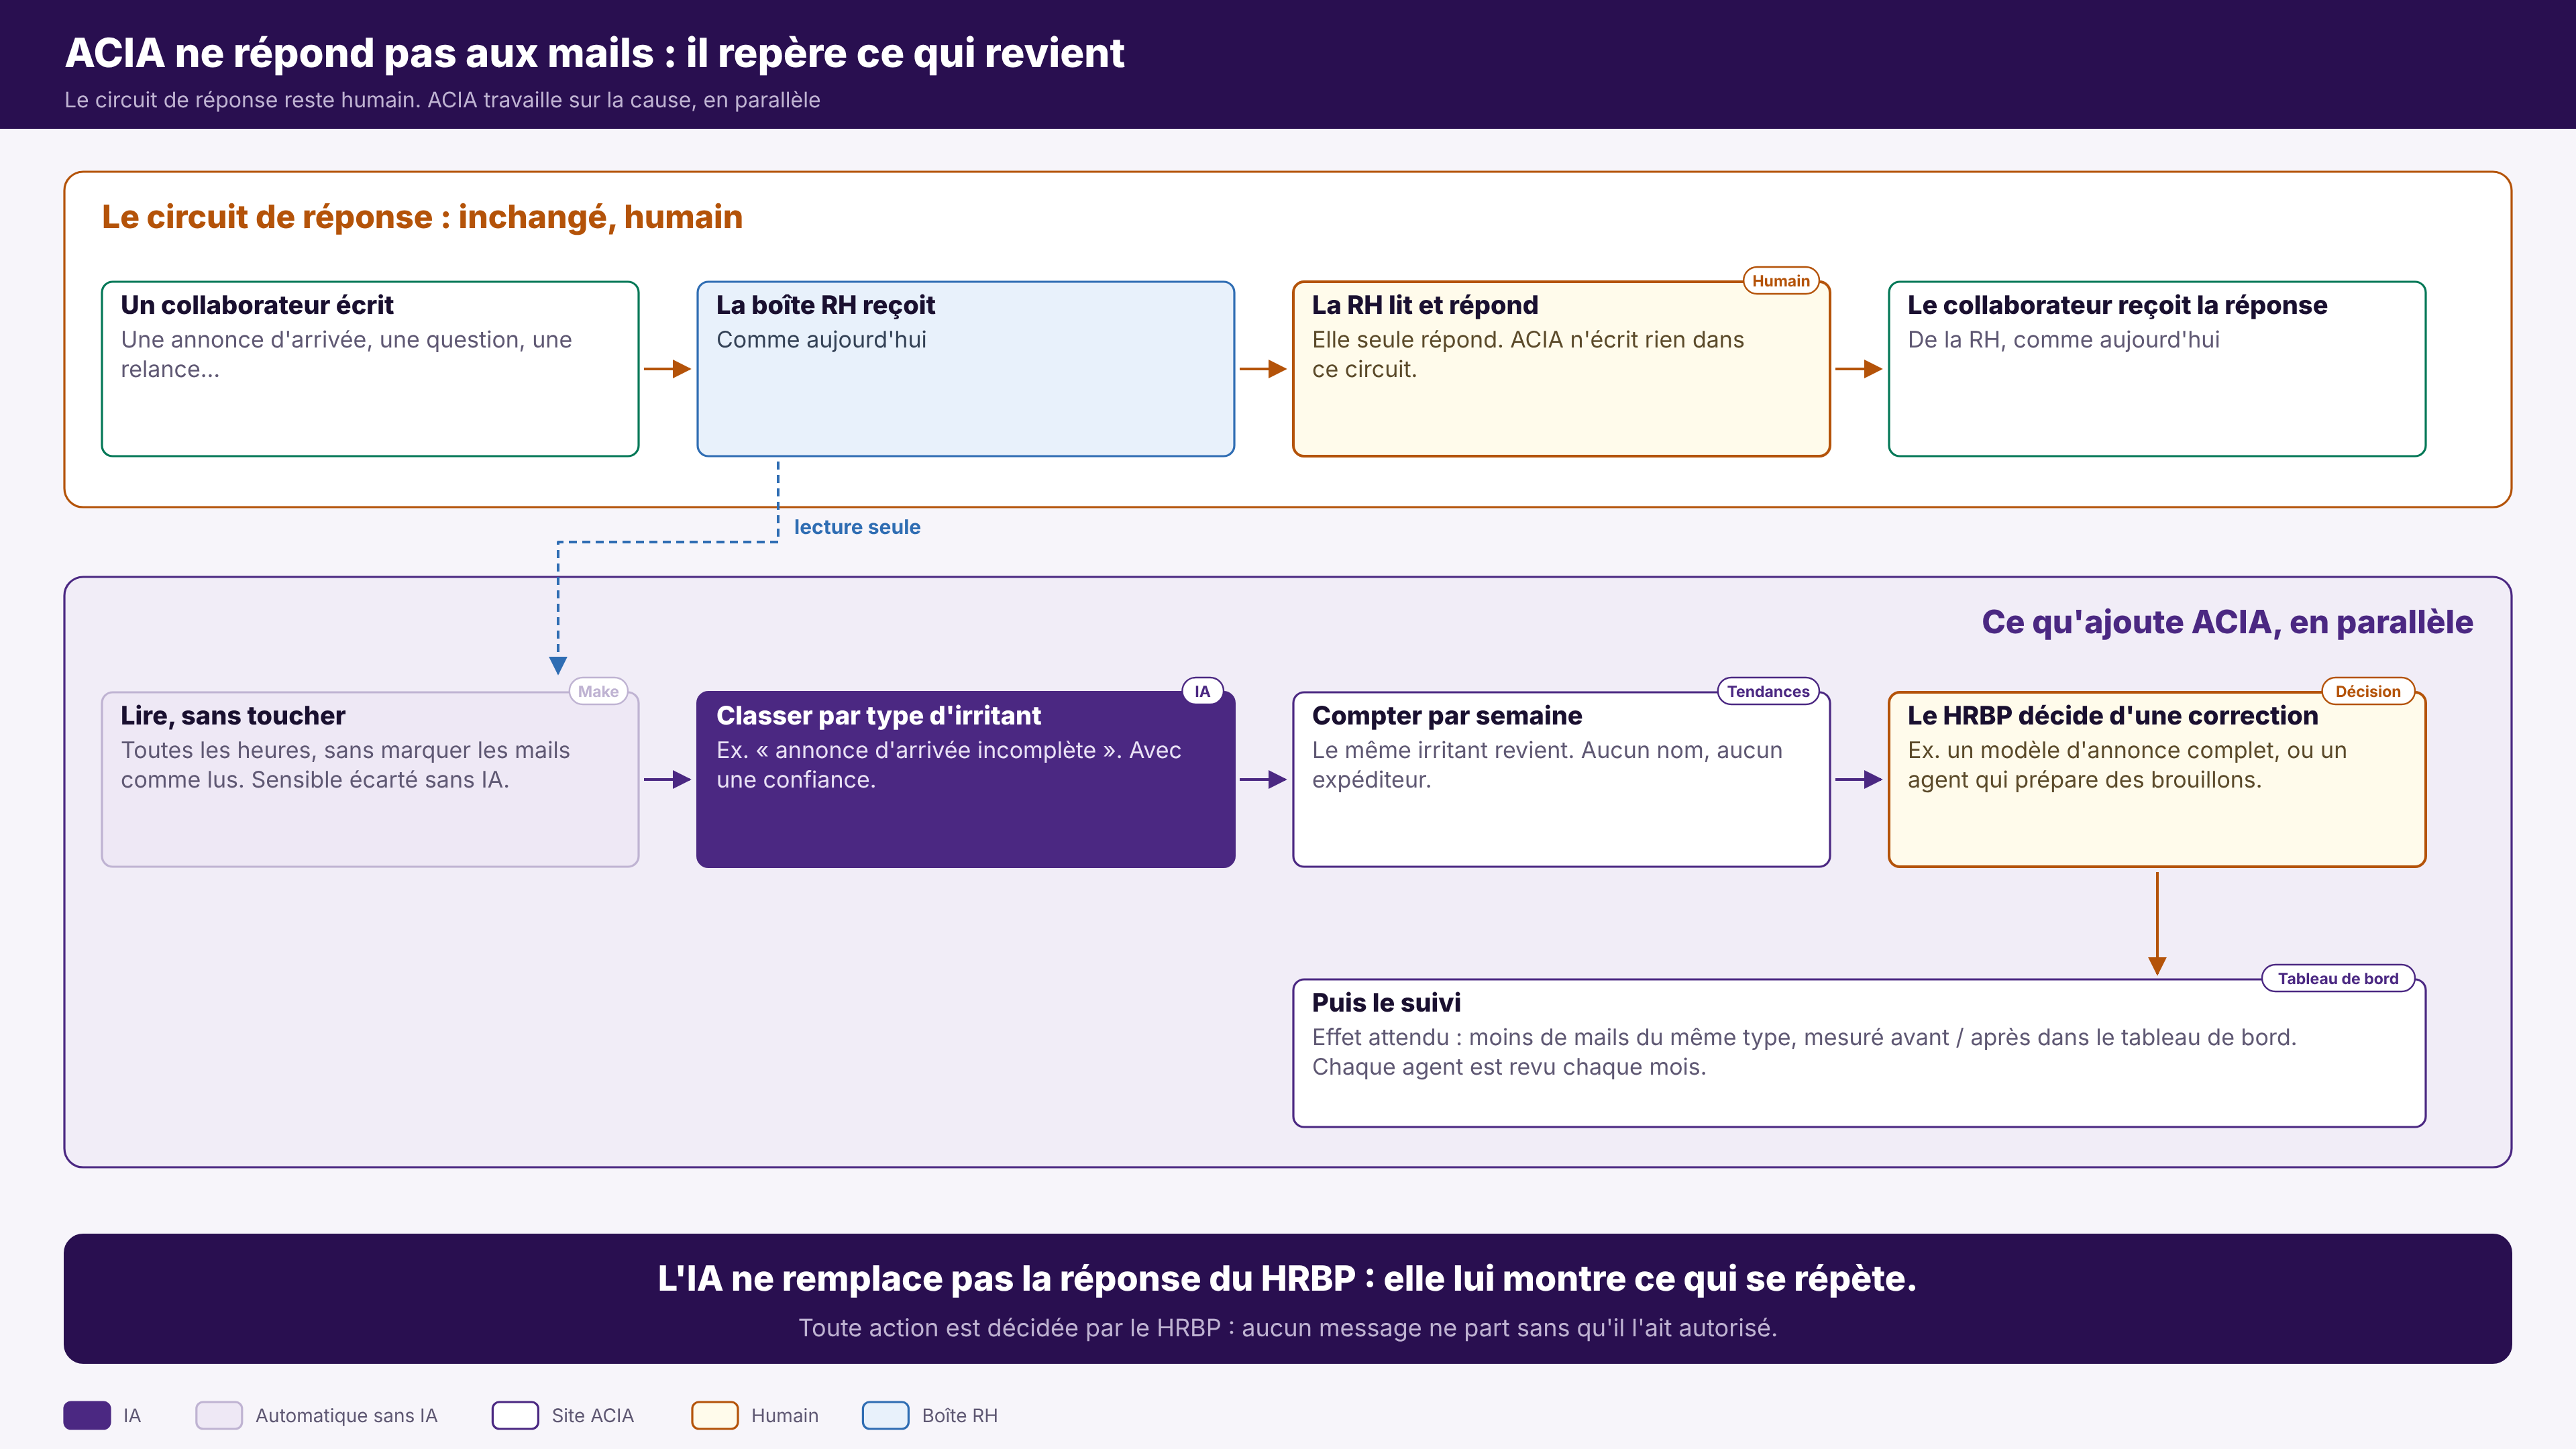 ACIA ne répond pas aux mails : il repère ce qui revient
Le circuit de réponse reste humain. ACIA travaille sur la cause, en parallèle
Le circuit de réponse : inchangé, humain
Un collaborateur écrit
Une annonce d'arrivée, une question, une
relance...
La boîte RH reçoit
Comme aujourd'hui
Humain
La RH lit et répond
Elle seule répond. ACIA n'écrit rien dans
ce circuit.
Le collaborateur reçoit la réponse
De la RH, comme aujourd'hui
lecture seule
Ce qu'ajoute ACIA, en parallèle
Make
Lire, sans toucher
Toutes les heures, sans marquer les mails
comme lus. Sensible écarté sans IA.
IA
Classer par type d'irritant
Ex. « annonce d'arrivée incomplète ». Avec
une confiance.
Tendances
Compter par semaine
Le même irritant revient. Aucun nom, aucun
expéditeur.
Décision
Le HRBP décide d'une correction
Ex. un modèle d'annonce complet, ou un
agent qui prépare des brouillons.
Tableau de bord
Puis le suivi
Effet attendu : moins de mails du même type, mesuré avant / après dans le tableau de bord.
Chaque agent est revu chaque mois.
L'IA ne remplace pas la réponse du HRBP : elle lui montre ce qui se répète.
Toute action est décidée par le HRBP : aucun message ne part sans qu'il l'ait autorisé.
IA
Automatique sans IA
Site ACIA
Humain
Boîte RH